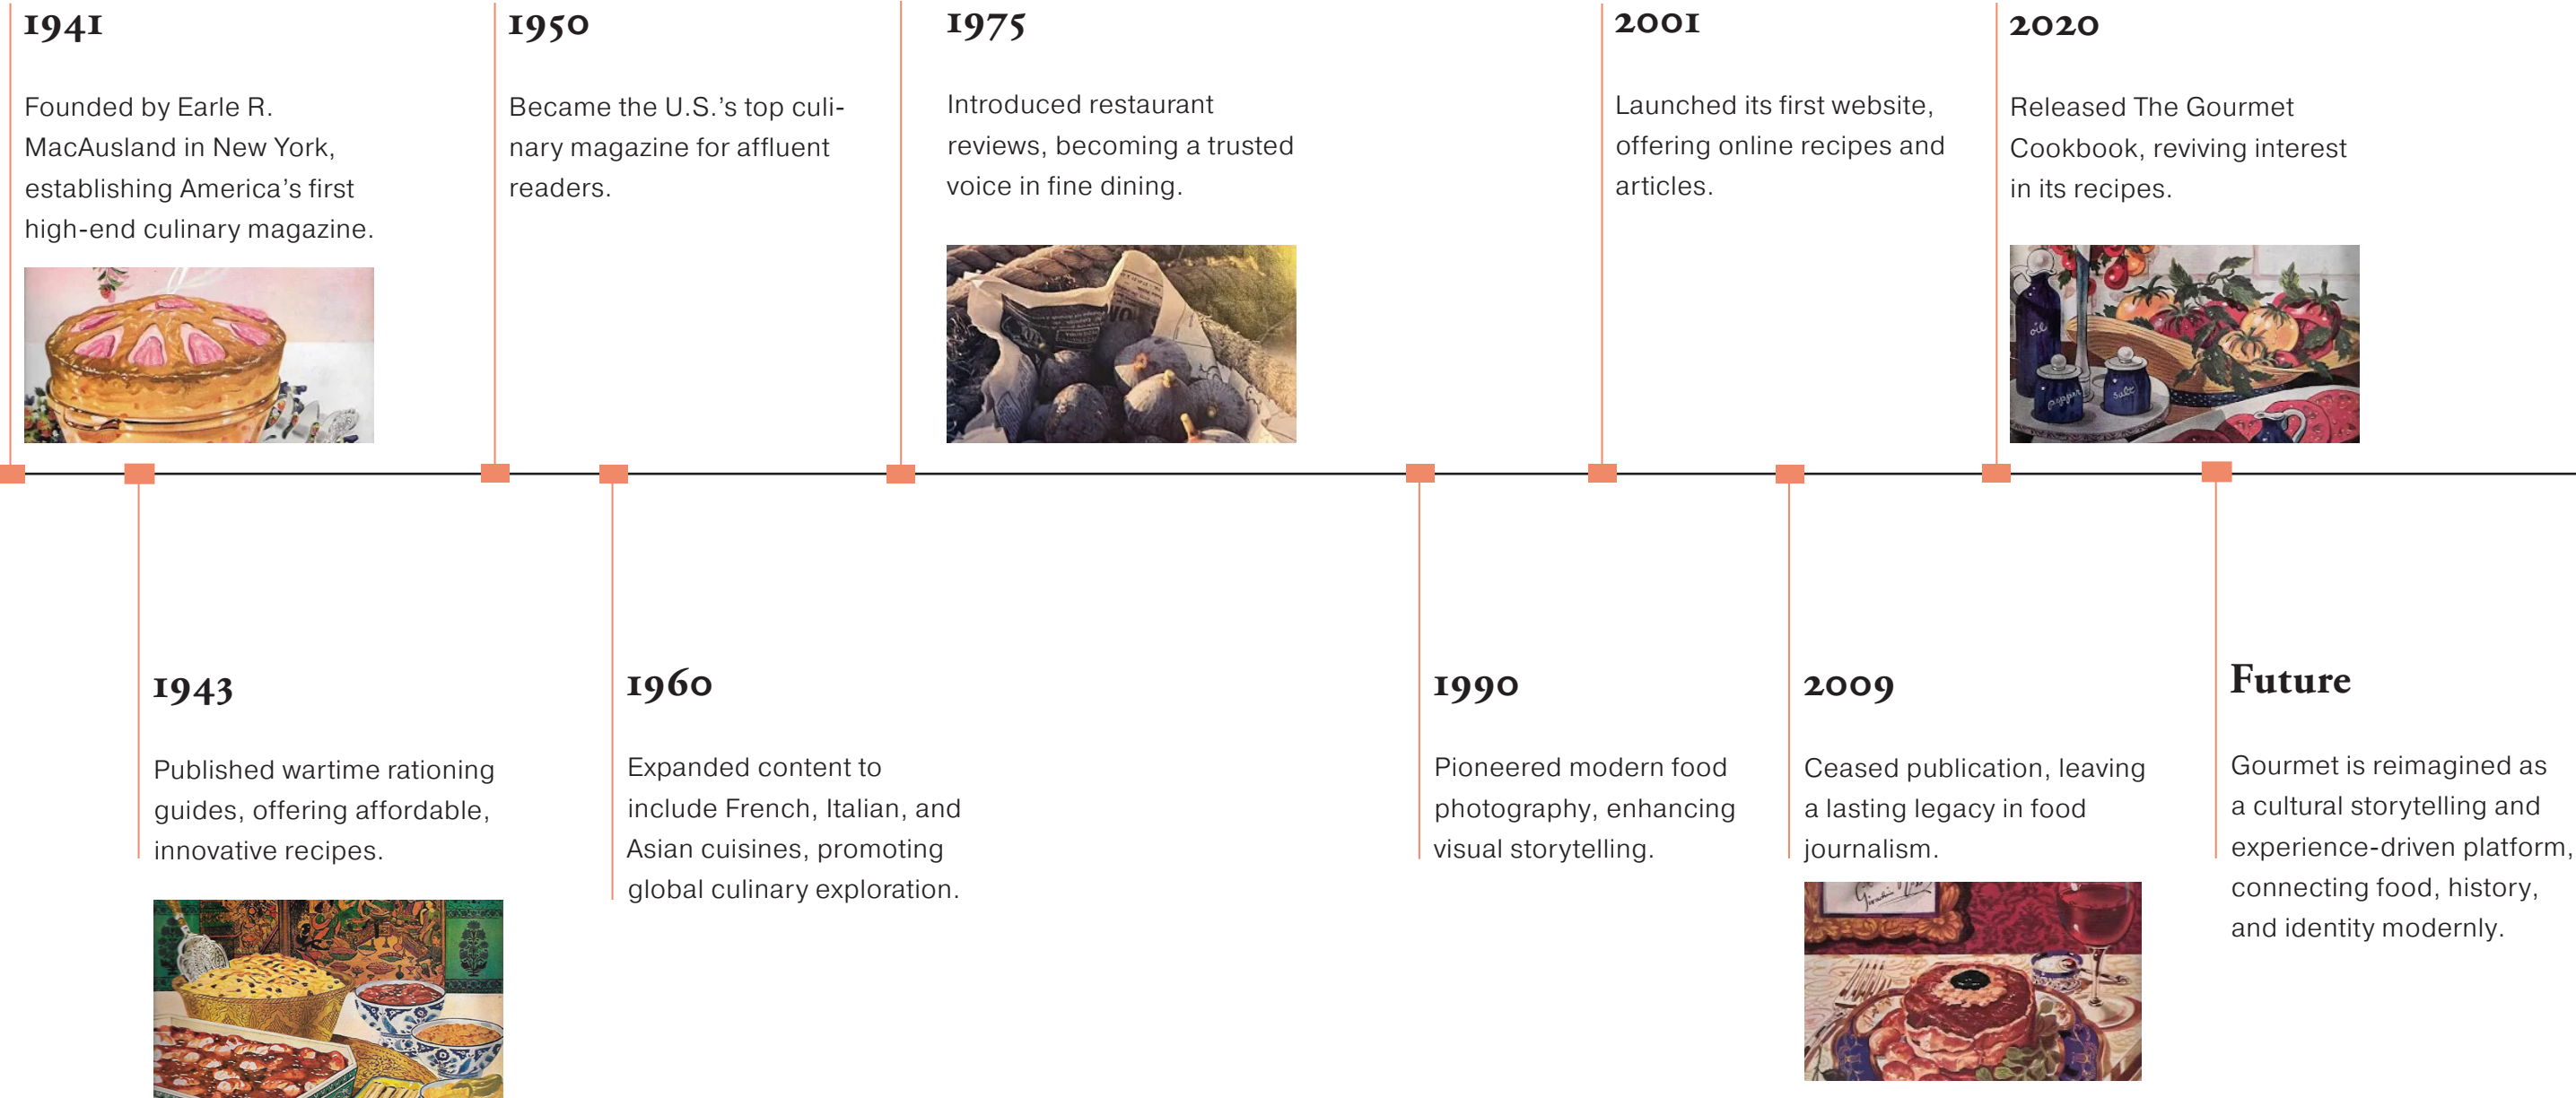 1941
Founded by Earle R.
MacAusland in New York,
establishing America's first
high-end culinary magazine.
1950
Became the U.S.'s top culi-
nary magazine for affluent
readers.
1975
Introduced restaurant
reviews, becoming a trusted
voice in fine dining.
2001
Launched its first website,
offering online recipes and
articles.
2020
Released The Gourmet
Cookbook, reviving interest
in its recipes.
oil
pepper
salt
1943
Published wartime rationing
guides, offering affordable,
innovative recipes.
1960
Expanded content to
include French, Italian, and
Asian cuisines, promoting
global culinary exploration.
1990
Pioneered modern food
photography, enhancing
visual storytelling.
2009
Ceased publication, leaving
a lasting legacy in food
journalism.
Future
Gourmet is reimagined as
a cultural storytelling and
experience-driven platform,
connecting food, history,
and identity modernly.